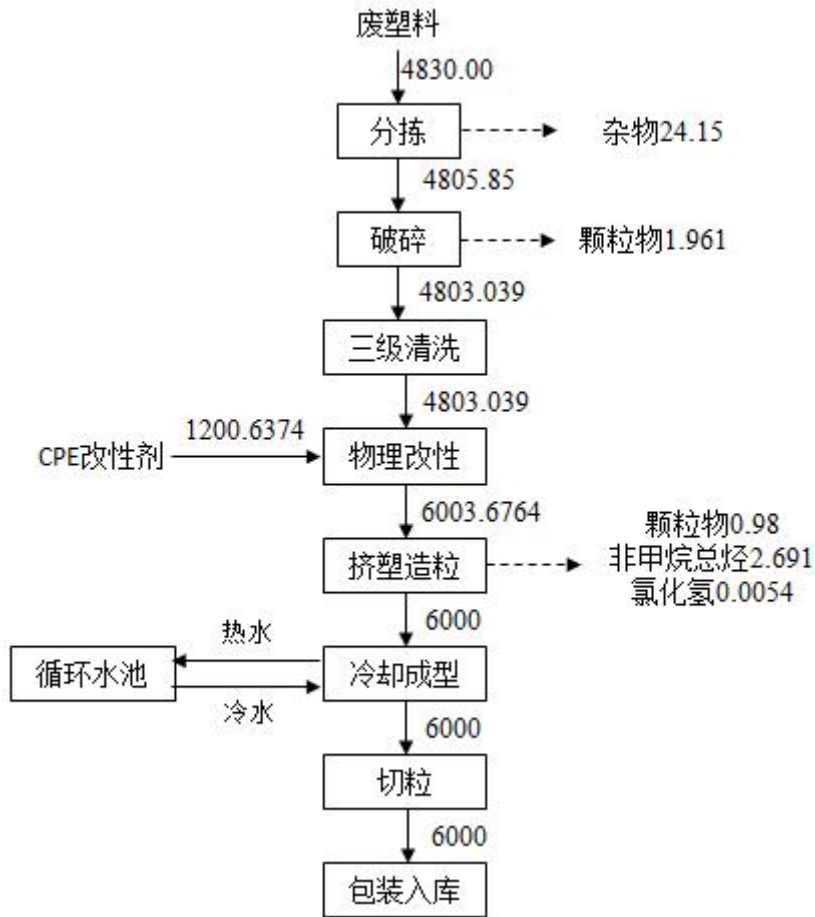 废塑料
4830.00
分拣
杂物24.15
4805.85
破碎
颗粒物1.961
4803.039
三级清洗
4803.039
1200.6374
CPE改性剂
物理改性
6003.6764
颗粒物0.98
挤塑造粒
非甲烷总烃2.691
氯化氢0.0054
6000
热水
循环水池
冷却成型
冷水
6000
切粒
6000
包装入库